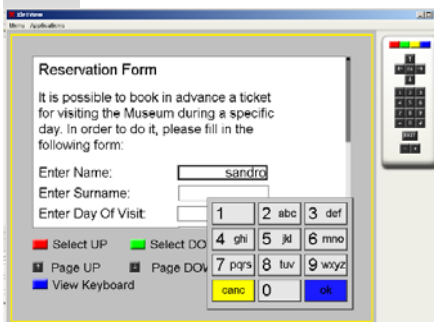 Menu Applications
Reservation Form
It is possible to book in advance a ticket
for visiting the Museum during a specific
day. In order to do it, please fill in the
following form:
Enter Name: sandro
Enter Surname:
Enter Day Of Visit:
Select UP Select DO
Page UP Page DOW
View Keyboard
1 2 abc 3 def
4 ghi 5 jkl 6 mno
7 pqrs 8 tuv 9 wxyz
canc 0 ok
EXIT